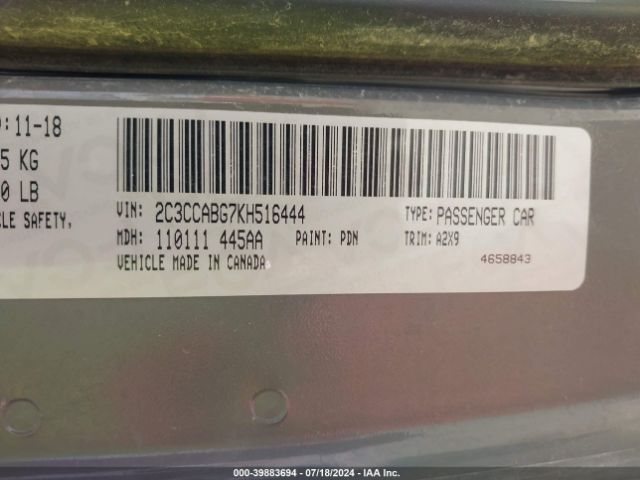 : 11-18
5 KG
0 LB
CLE SAFETY,
VIN: 2C3CCABG7KH516444 TYPE: PASSENGER CAR
MDH: 110111 445AA PAINT: PDN TRIM: A2X9
VEHICLE MADE IN CANADA
4658843
000-39883694 - 07/18/2024 - IAA Inc.